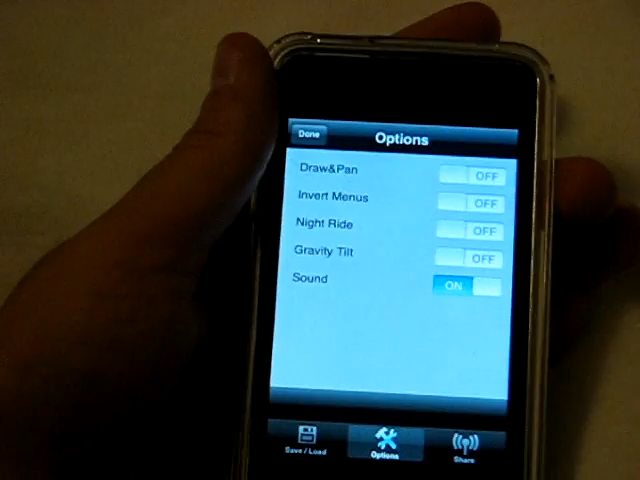 Done Options
Draw&Pan OFF
Invert Menus OFF
Night Ride OFF
Gravity Tilt OFF
Sound ON
Save / Load Options Share